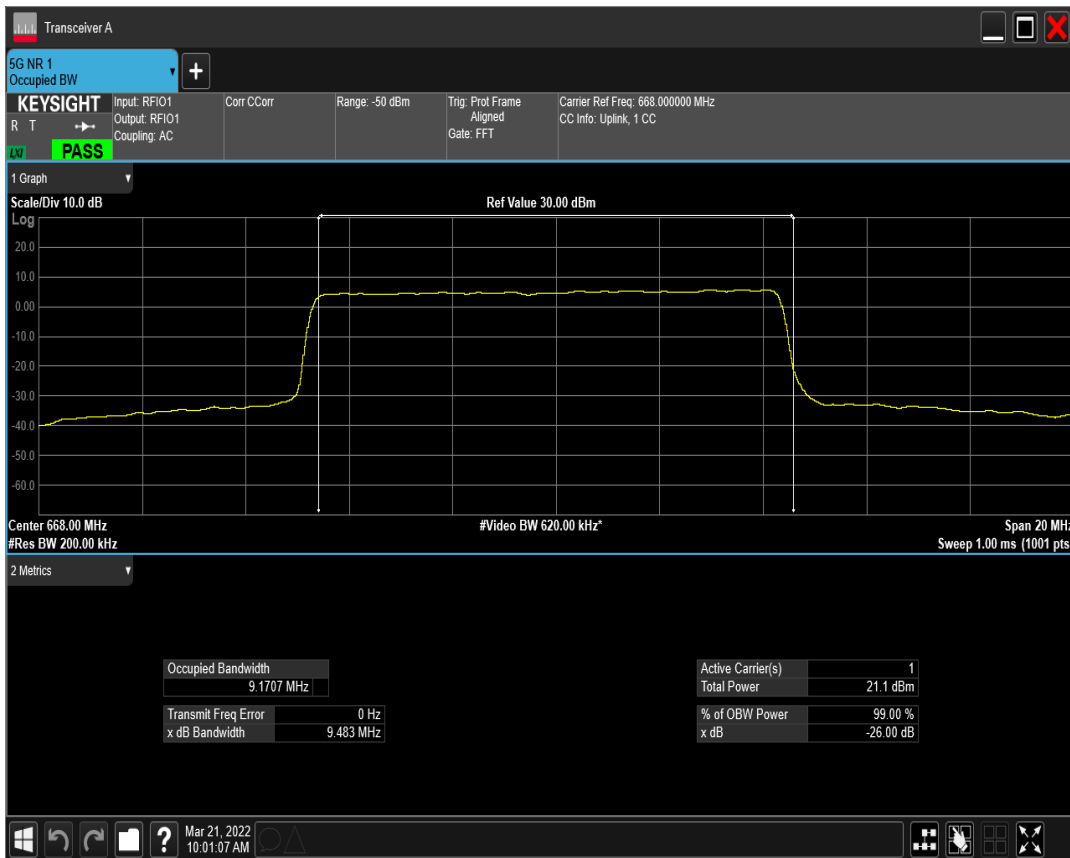 Transceiver A
5G NR 1
Occupied BW
+
KEYSIGHT
R T
LXI
PASS
Input: RFIO1
Output: RFIO1
Coupling: AC
Corr CCorr
Range: -50 dBm
Trig: Prot Frame
Aligned
Gate: FFT
Carrier Ref Freq: 668.000000 MHz
CC Info: Uplink, 1 CC
1 Graph
Scale/Div 10.0 dB
Ref Value 30.00 dBm
Log
20.0
10.0
0.00
-10.0
-20.0
-30.0
-40.0
-50.0
-60.0
Center 668.00 MHz
#Video BW 620.00 kHz*
Span 20 MHz
#Res BW 200.00 kHz
Sweep 1.00 ms (1001 pts
2 Metrics
Occupied Bandwidth
9.1707 MHz
Transmit Freq Error 0 Hz
x dB Bandwidth 9.483 MHz
Active Carrier(s) 1
Total Power 21.1 dBm
% of OBW Power 99.00 %
x dB -26.00 dB
?
Mar 21, 2022
10:01:07 AM